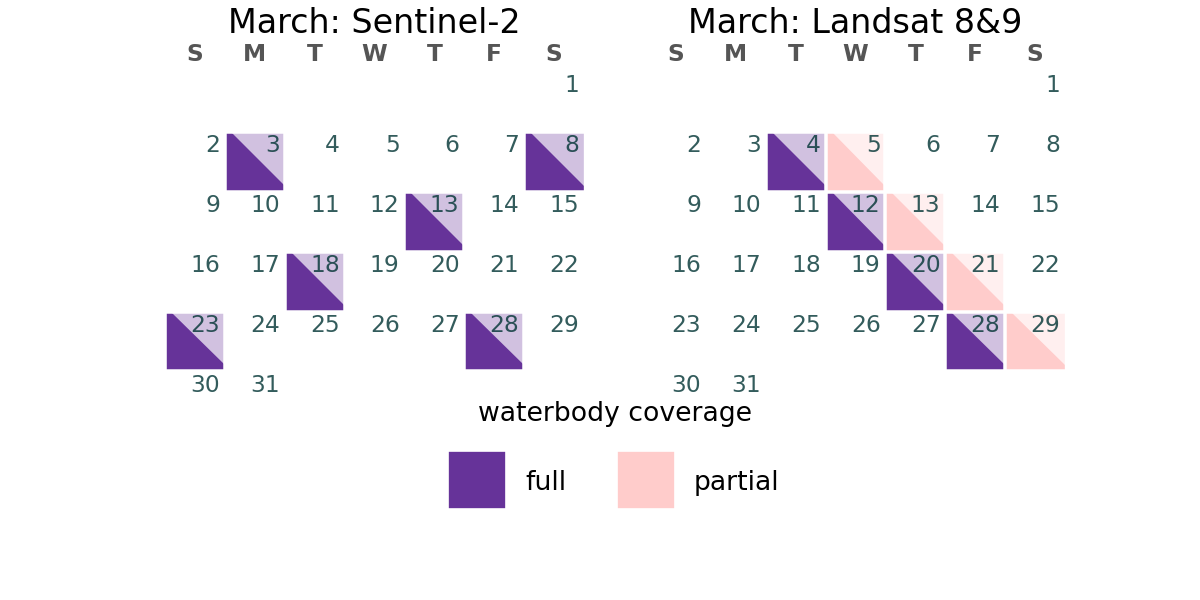 March: Sentinel-2
S M T W T F S
1
2 3 4 5 6 7 8
9 10 11 12 13 14 15
16 17 18 19 20 21 22
23 24 25 26 27 28 29
30 31
March: Landsat 8&9
S M T W T F S
1
2 3 4 5 6 7 8
9 10 11 12 13 14 15
16 17 18 19 20 21 22
23 24 25 26 27 28 29
30 31
waterbody coverage
full partial